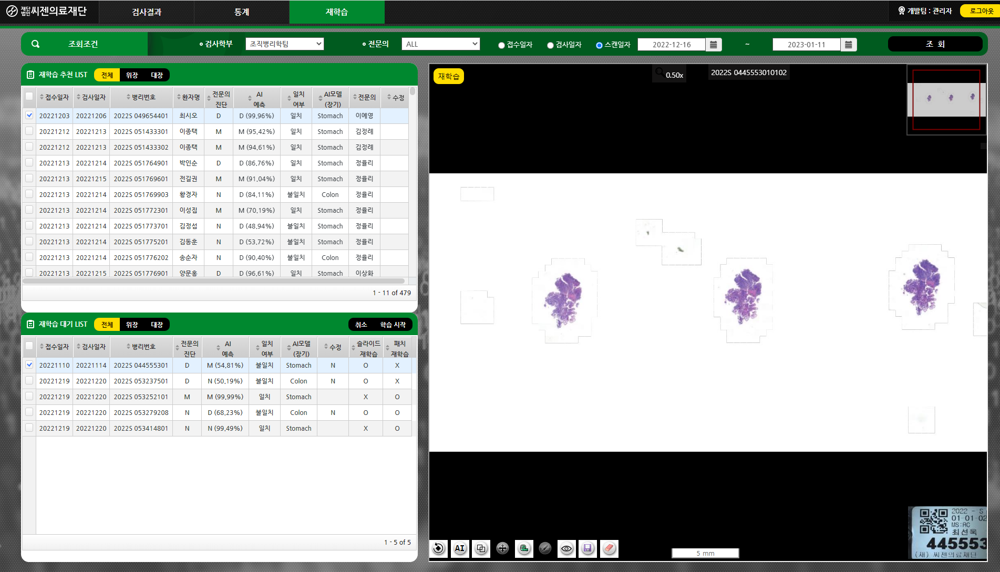 재단법인 씨젠의료재단 검사결과 통계 재학습 개발팀 : 관리자 로그아웃
조회조건 검사학부 조직병리학팀 전문의 ALL 접수일자 검사일자 스캔일자 2022-12-16 ~ 2023-01-11 조 회
재학습 추천 LIST 전체 위장 대장
접수일자 검사일자 병리번호 환자명 전문의 진단 AI 예측 일치 여부 AI모델 (장기) 전문의 수정
20221203 20221206 2022S 049654401 최시오 D D (99.96%) 일치 Stomach 이예영
20221212 20221213 2022S 051433301 이종택 M M (95.42%) 일치 Stomach 김정례
20221212 20221213 2022S 051433302 이종택 M M (94.61%) 일치 Stomach 김정례
20221213 20221214 2022S 051764901 박인순 D D (86.76%) 일치 Stomach 정율리
20221213 20221215 2022S 051769601 전길권 M M (91.04%) 일치 Stomach 정율리
20221213 20221214 2022S 051769903 황경자 N D (84.11%) 불일치 Colon 정율리
20221213 20221214 2022S 051772301 이성집 M M (70.19%) 일치 Stomach 정율리
20221213 20221214 2022S 051773701 김정섭 N D (48.94%) 불일치 Stomach 정율리
20221213 20221214 2022S 051775201 김동훈 N D (53.72%) 불일치 Stomach 정율리
20221213 20221214 2022S 051776202 송순자 N D (90.40%) 불일치 Colon 정율리
20221213 20221215 2022S 051776901 양문홍 D D (96.61%) 일치 Stomach 이상화
1 - 11 of 479
재학습 대기 LIST 전체 위장 대장 취소 학습 시작
접수일자 검사일자 병리번호 전문의 진단 AI 예측 일치 여부 AI모델 (장기) 수정 슬라이드 재학습 패치 재학습
20221110 20221114 2022S 044555301 D M (54.81%) 불일치 Stomach N O X
20221219 20221220 2022S 053237501 D N (50.19%) 불일치 Colon N O X
20221219 20221220 2022S 053252101 M M (99.99%) 일치 Stomach X O
20221219 20221220 2022S 053279208 N D (68.23%) 불일치 Colon N O O
20221219 20221220 2022S 053414801 N N (99.49%) 일치 Stomach X O
1 - 5 of 5
재학습 0.50x 2022S 0445553010102
AI
5 mm
2022 - S
01-01-02
MS:RC
최선욱
445553
(재) 씨젠의료재단